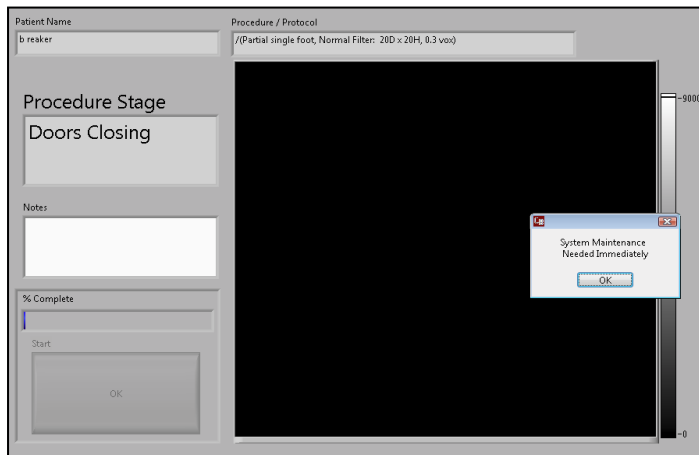 Patient Name
b reaker
Procedure / Protocol
/(Partial single foot, Normal Filter: 20D x 20H, 0.3 vox)
Procedure Stage
Doors Closing
Notes
% Complete
Start
OK
System Maintenance
Needed Immediately
OK
-9000
-0